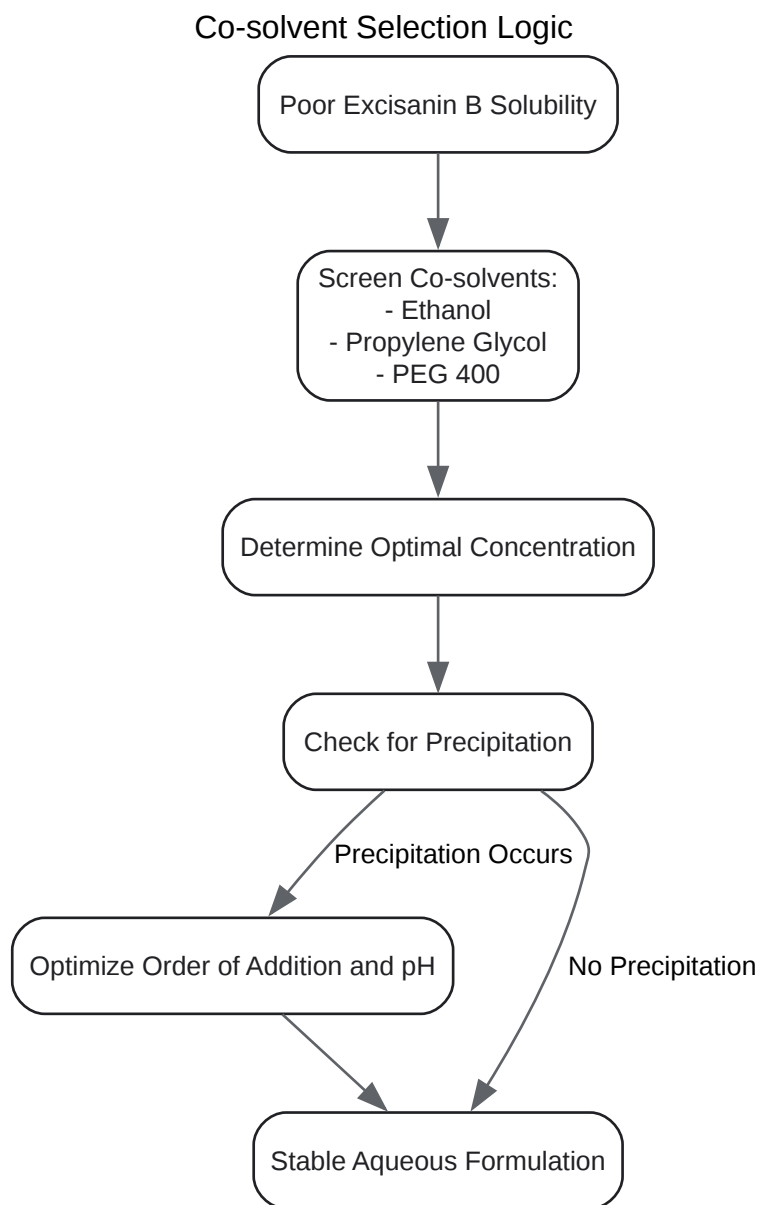 Co-solvent Selection Logic
Poor Excisanin B Solubility
Screen Co-solvents:
- Ethanol
- Propylene Glycol
- PEG 400
Determine Optimal Concentration
Check for Precipitation
Precipitation Occurs
Optimize Order of Addition and pH
No Precipitation
Stable Aqueous Formulation